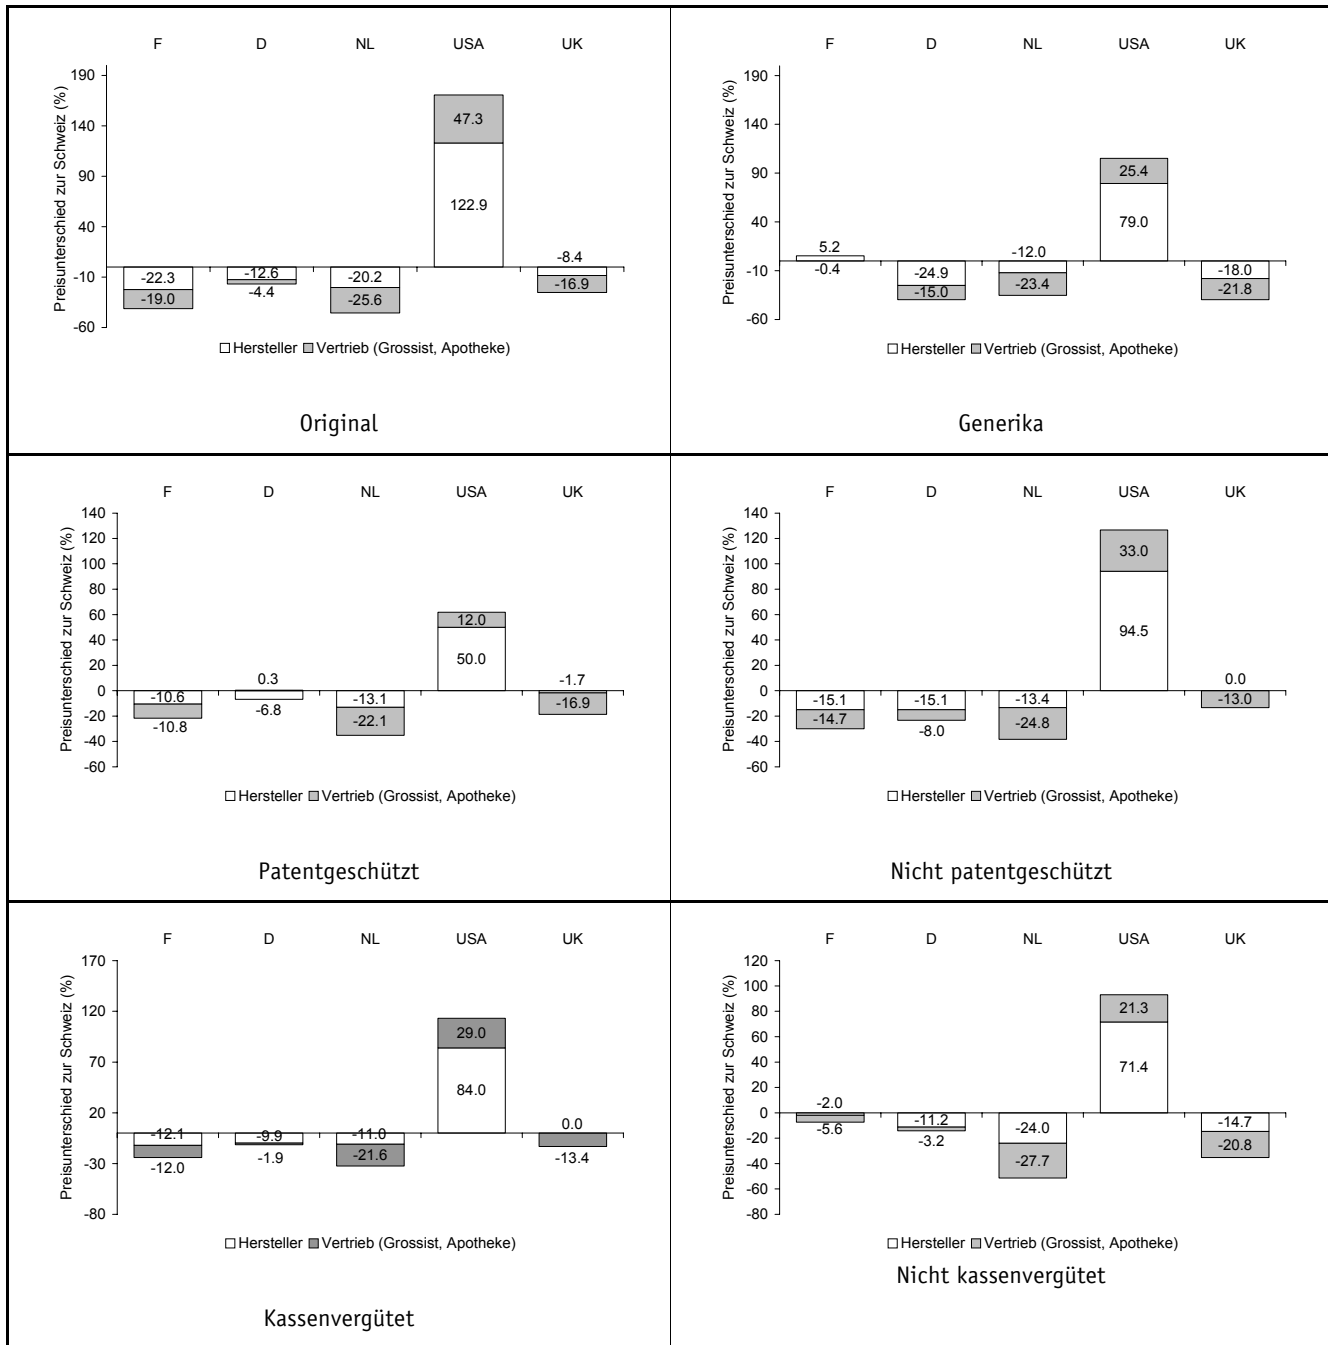 F D NL USA UK
Preisunterschied zur Schweiz (%)
190
140
90
40
-10
-60
47.3
122.9
-8.4
-22.3 -12.6 -20.2
-19.0 -4.4 -25.6 -16.9
Hersteller Vertrieb (Grossist, Apotheke)
Original
F D NL USA UK
Preisunterschied zur Schweiz (%)
190
140
90
40
-10
-60
25.4
79.0
5.2 -12.0
-0.4 -24.9 -18.0
-15.0 -23.4 -21.8
Hersteller Vertrieb (Grossist, Apotheke)
Generika
F D NL USA UK
Preisunterschied zur Schweiz (%)
140
120
100
80
60
40
20
0
-20
-40
-60
12.0
50.0
0.3 -1.7
-10.6 -6.8 -13.1 -16.9
-10.8 -22.1
Hersteller Vertrieb (Grossist, Apotheke)
Patentgeschützt
F D NL USA UK
Preisunterschied zur Schweiz (%)
140
120
100
80
60
40
20
0
-20
-40
-60
33.0
94.5
0.0
-15.1 -15.1 -13.4 -13.0
-14.7 -8.0 -24.8
Hersteller Vertrieb (Grossist, Apotheke)
Nicht patentgeschützt
F D NL USA UK
Preisunterschied zur Schweiz (%)
170
120
70
20
-30
-80
29.0
84.0
0.0
-12.1 -9.9 -11.0
-12.0 -1.9 -21.6 -13.4
Hersteller Vertrieb (Grossist, Apotheke)
Kassenvergütet
F D NL USA UK
Preisunterschied zur Schweiz (%)
120
100
80
60
40
20
0
-20
-40
-60
-80
21.3
71.4
-2.0
-11.2 -24.0 -14.7
-5.6 -3.2 -27.7 -20.8
Hersteller Vertrieb (Grossist, Apotheke)
Nicht kassenvergütet